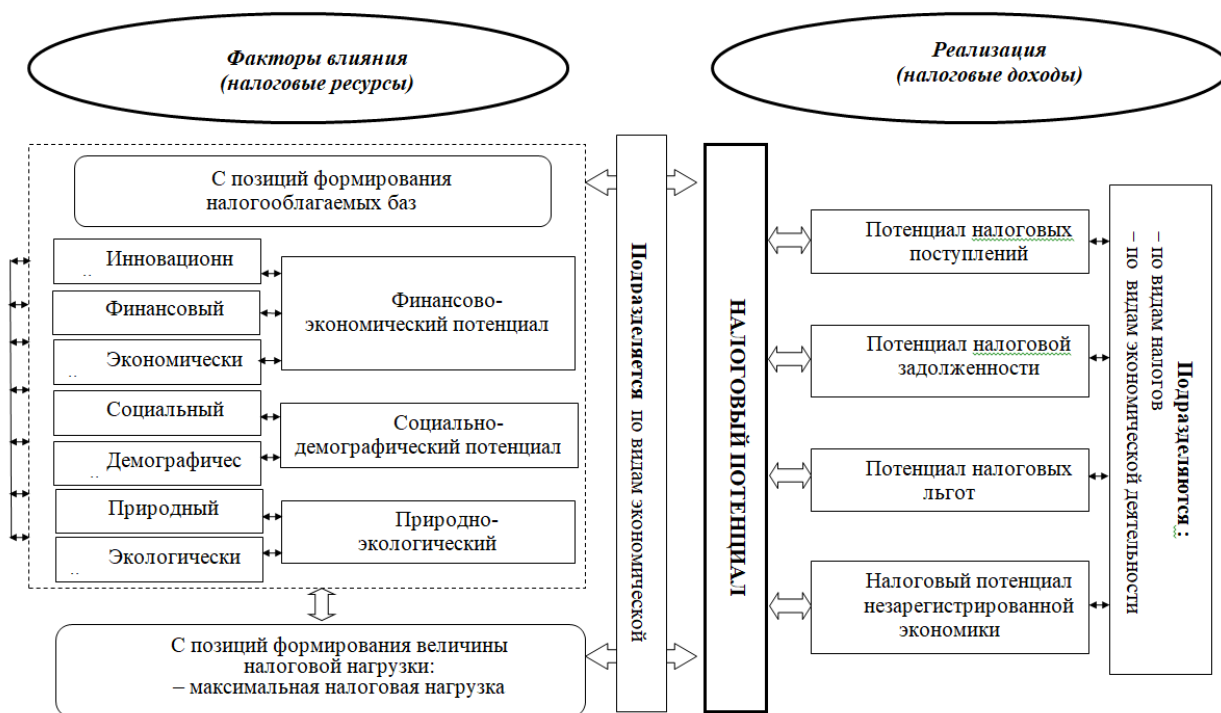 Факторы влияния
(налоговые ресурсы)
Реализация
(налоговые доходы)
С позиций формирования
налогооблагаемых баз
Инновационн
Финансовый
Экономически
Социальный
Демографичес
Природный
Экологически
Финансово-
экономический потенциал
Социально-
демографический потенциал
Природно-
экологический
С позиций формирования величины
налоговой нагрузки:
– максимальная налоговая нагрузка
Подразделяется по видам экономической
НАЛОГОВЫЙ ПОТЕНЦИАЛ
Потенциал налоговых
поступлений
Потенциал налоговой
задолженности
Потенциал налоговых
льгот
Налоговый потенциал
незарегистрированной
экономики
Подразделяются :
– по видам налогов
– по видам экономической деятельности